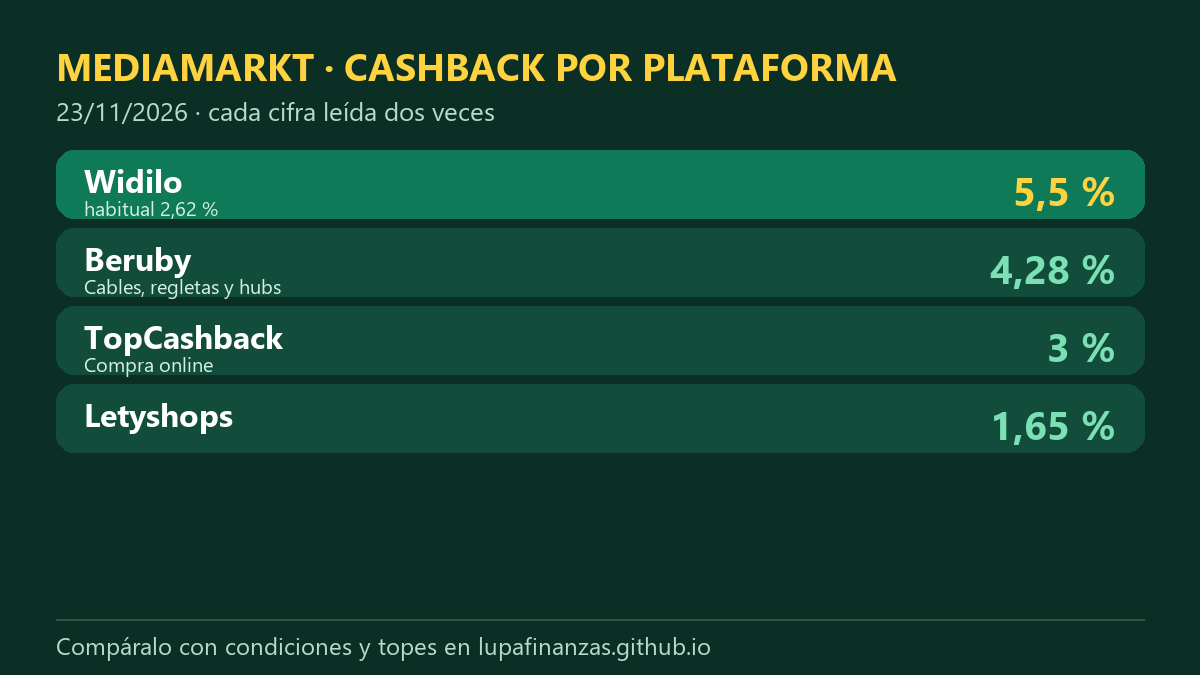 MEDIAMARKT · CASHBACK POR PLATAFORMA
23/11/2026 · cada cifra leída dos veces
Widilo
habitual 2,62 %
5,5 %
Beruby
Cables, regletas y hubs
4,28 %
TopCashback
Compra online
3 %
Letyshops
1,65 %
Compáralo con condiciones y topes en lupafinanzas.github.io